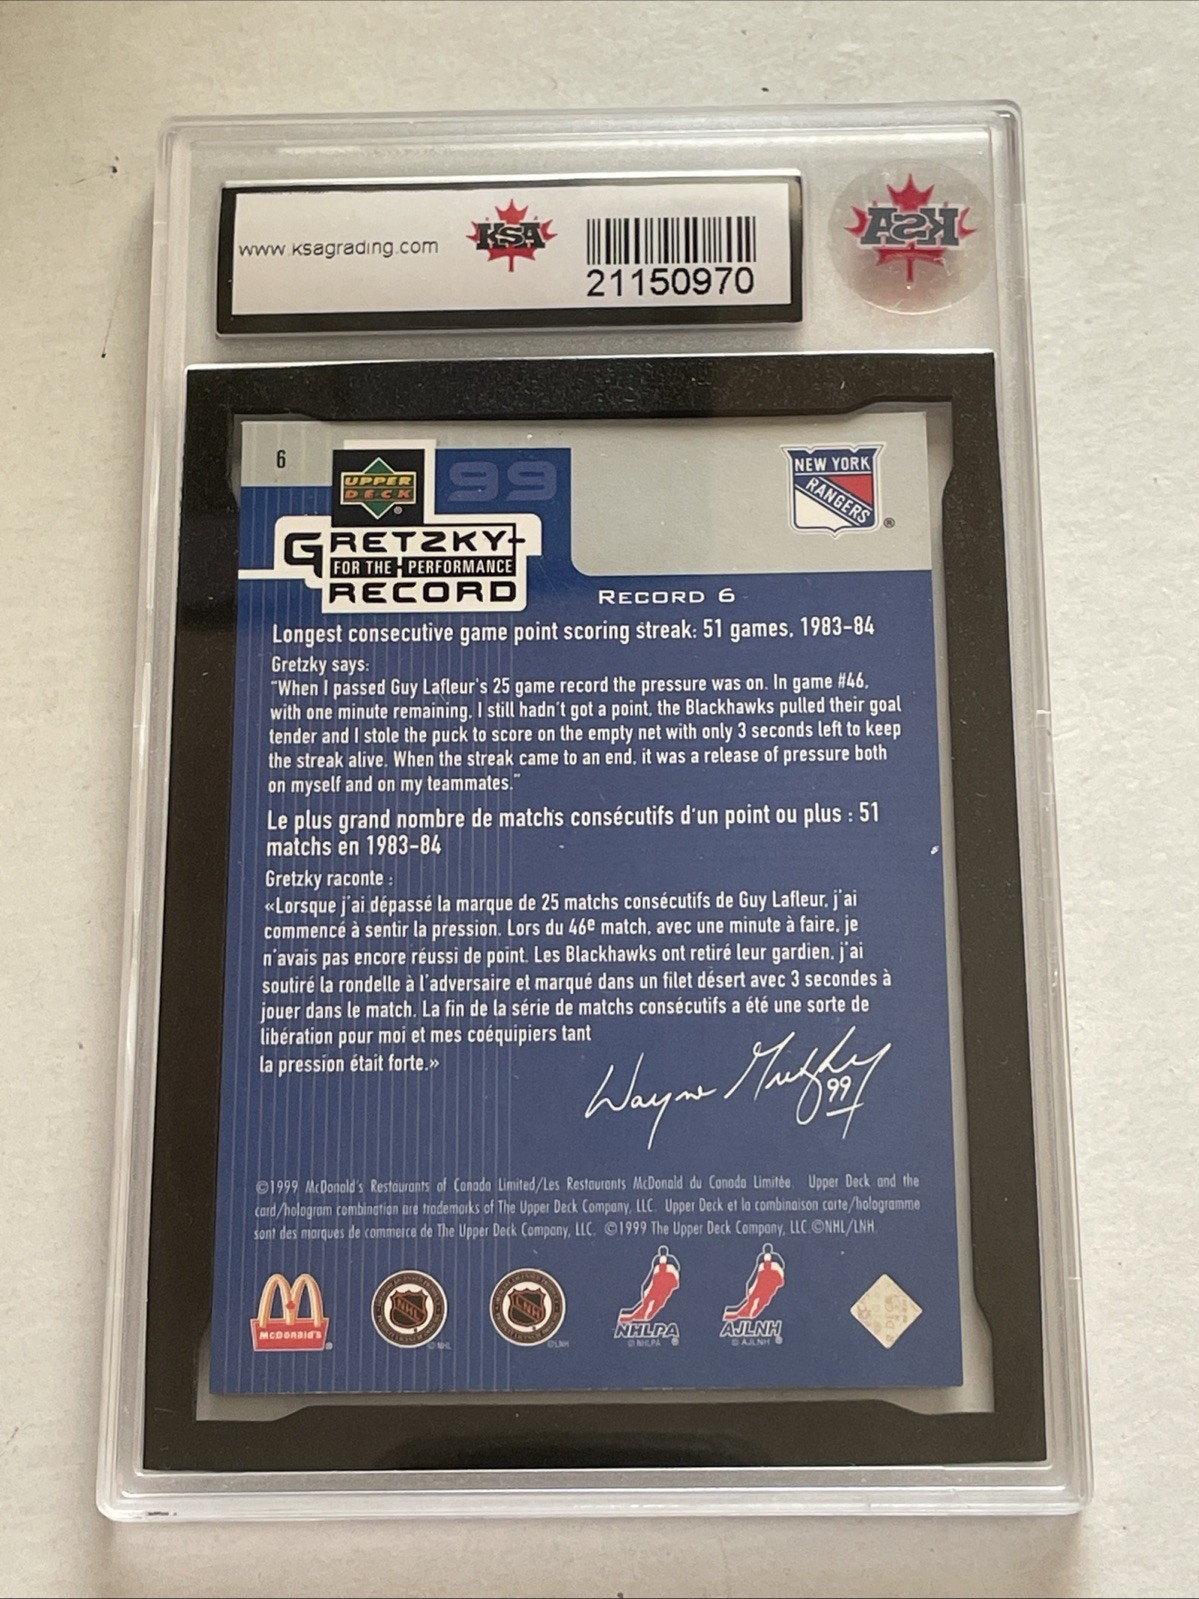 www.ksagrading.com
KSA
21150970
KSA
6
UPPER
DECK
99
NEW YORK
RANGERS
GRETZKY
FOR THE PERFORMANCE
RECORD
RECORD 6
Longest consecutive game point scoring streak: 51 games, 1983-84
Gretzky says:
"When I passed Guy Lafleur's 25 game record the pressure was on. In game #46,
with one minute remaining, I still hadn't got a point, the Blackhawks pulled their goal
tender and I stole the puck to score on the empty net with only 3 seconds left to keep
the streak alive. When the streak came to an end, it was a release of pressure both
on myself and on my teammates."
Le plus grand nombre de matchs consécutifs d'un point ou plus : 51
matchs en 1983-84
Gretzky raconte :
«Lorsque j'ai dépassé la marque de 25 matchs consécutifs de Guy Lafleur, j'ai
commencé à sentir la pression. Lors du 46e match, avec une minute à faire, je
n'avais pas encore réussi de point. Les Blackhawks ont retiré leur gardien, j'ai
soutiré la rondelle à l'adversaire et marqué dans un filet désert avec 3 secondes à
jouer dans le match. La fin de la série de matchs consécutifs a été une sorte de
libération pour moi et mes coéquipiers tant
la pression était forte.»
Wayne Gretzky
99
©1999 McDonald's Restaurants of Canada Limited/Les Restaurants McDonald du Canada Limitée. Upper Deck and the
card/hologram combination are trademarks of The Upper Deck Company, LLC. Upper Deck et la combinaison carte/hologramme
sont des marques de commerce de The Upper Deck Company, LLC. ©1999 The Upper Deck Company, LLC.©NHL/LNH.
McDonald's
NHL
© NHL
LNH
© LNH
NHLPA
© NHLPA
AJLNH
© AJLNH